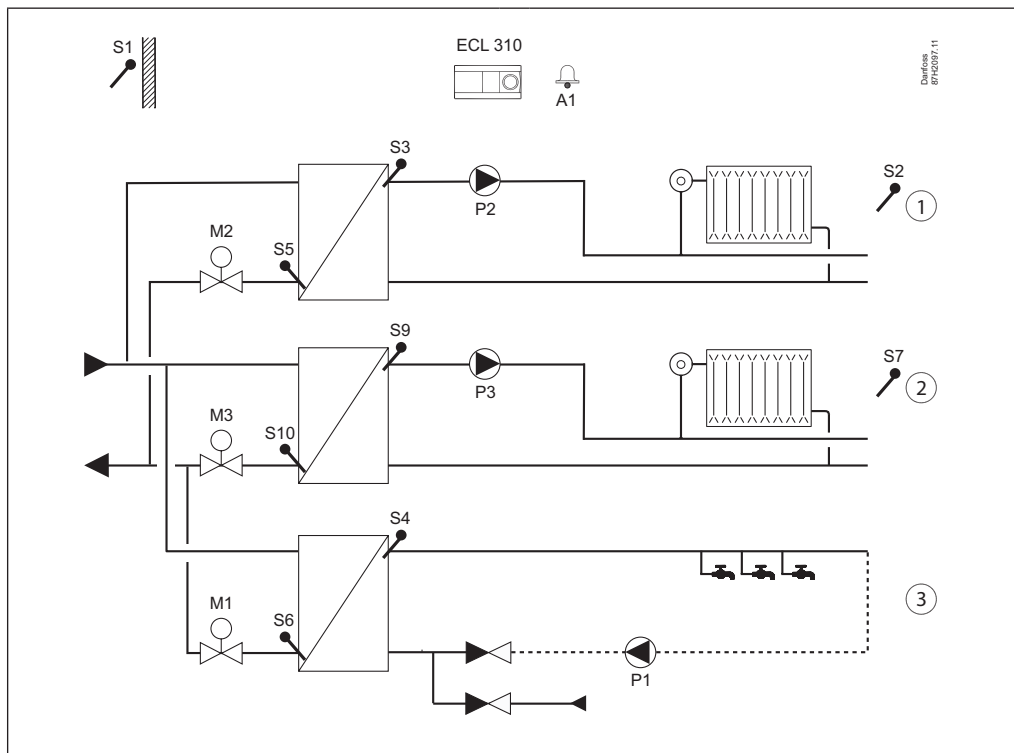 S1
ECL 310
A1
Danfoss
87H2097.11
S3
P2
S2
1
M2
S5
S9
P3
S7
2
M3
S10
S4
M1
S6
3
P1